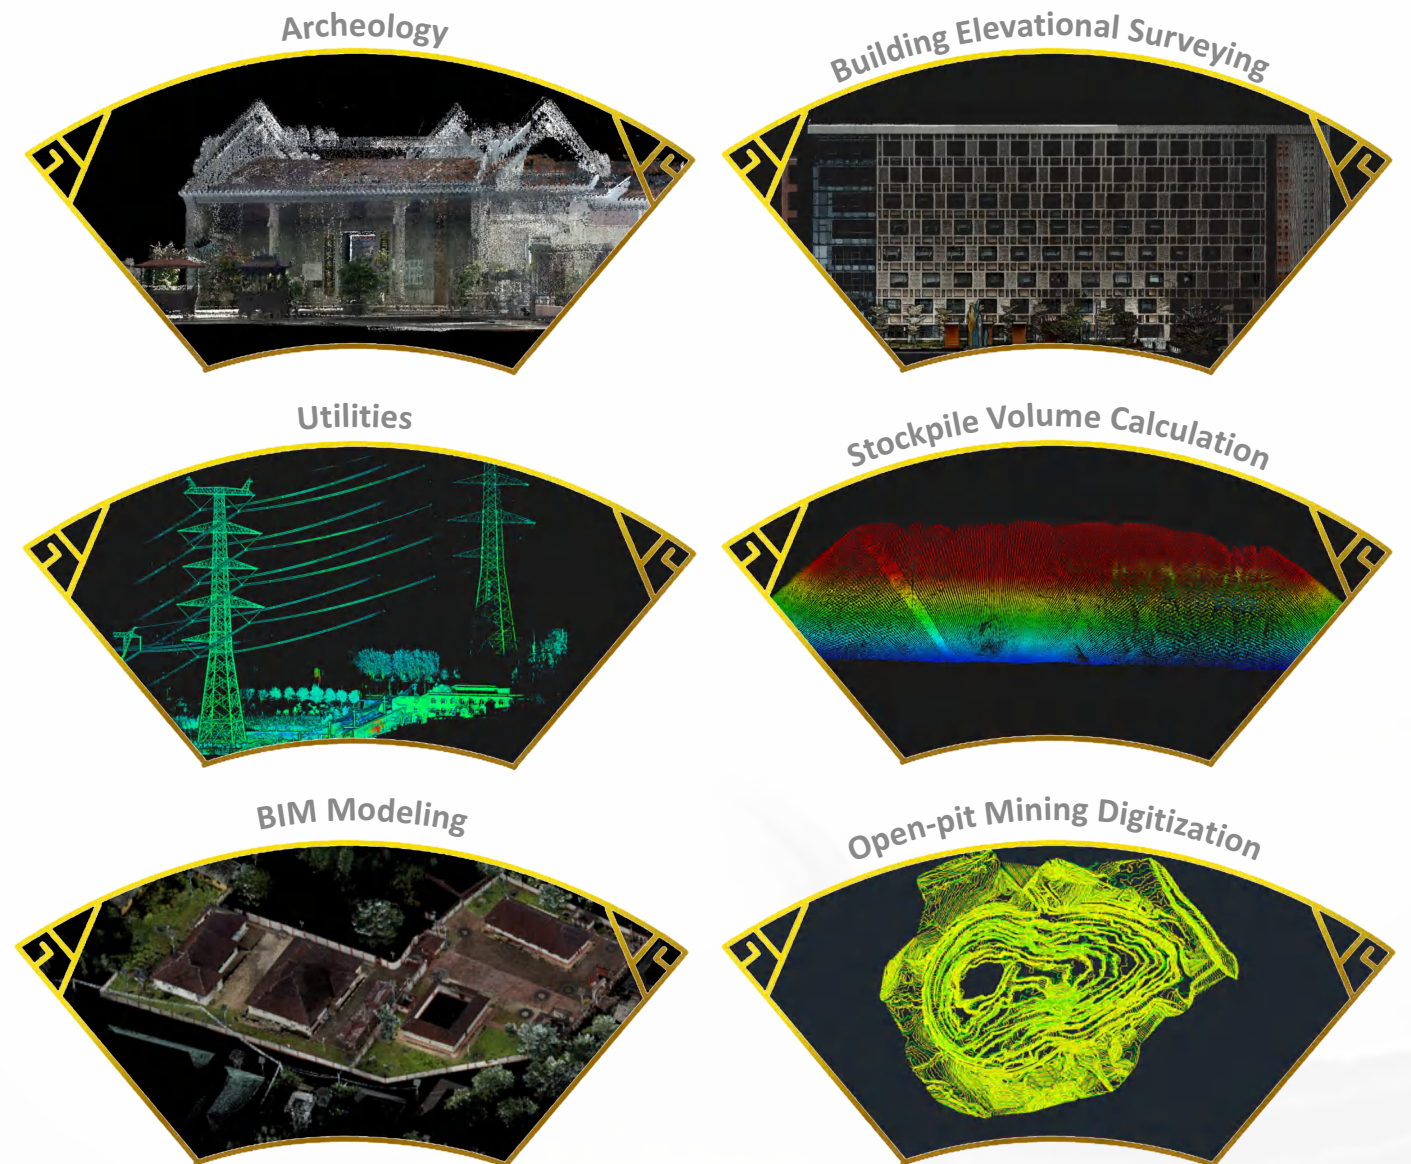 Archeology
Building Elevational Surveying
Utilities
Stockpile Volume Calculation
BIM Modeling
Open-pit Mining Digitization